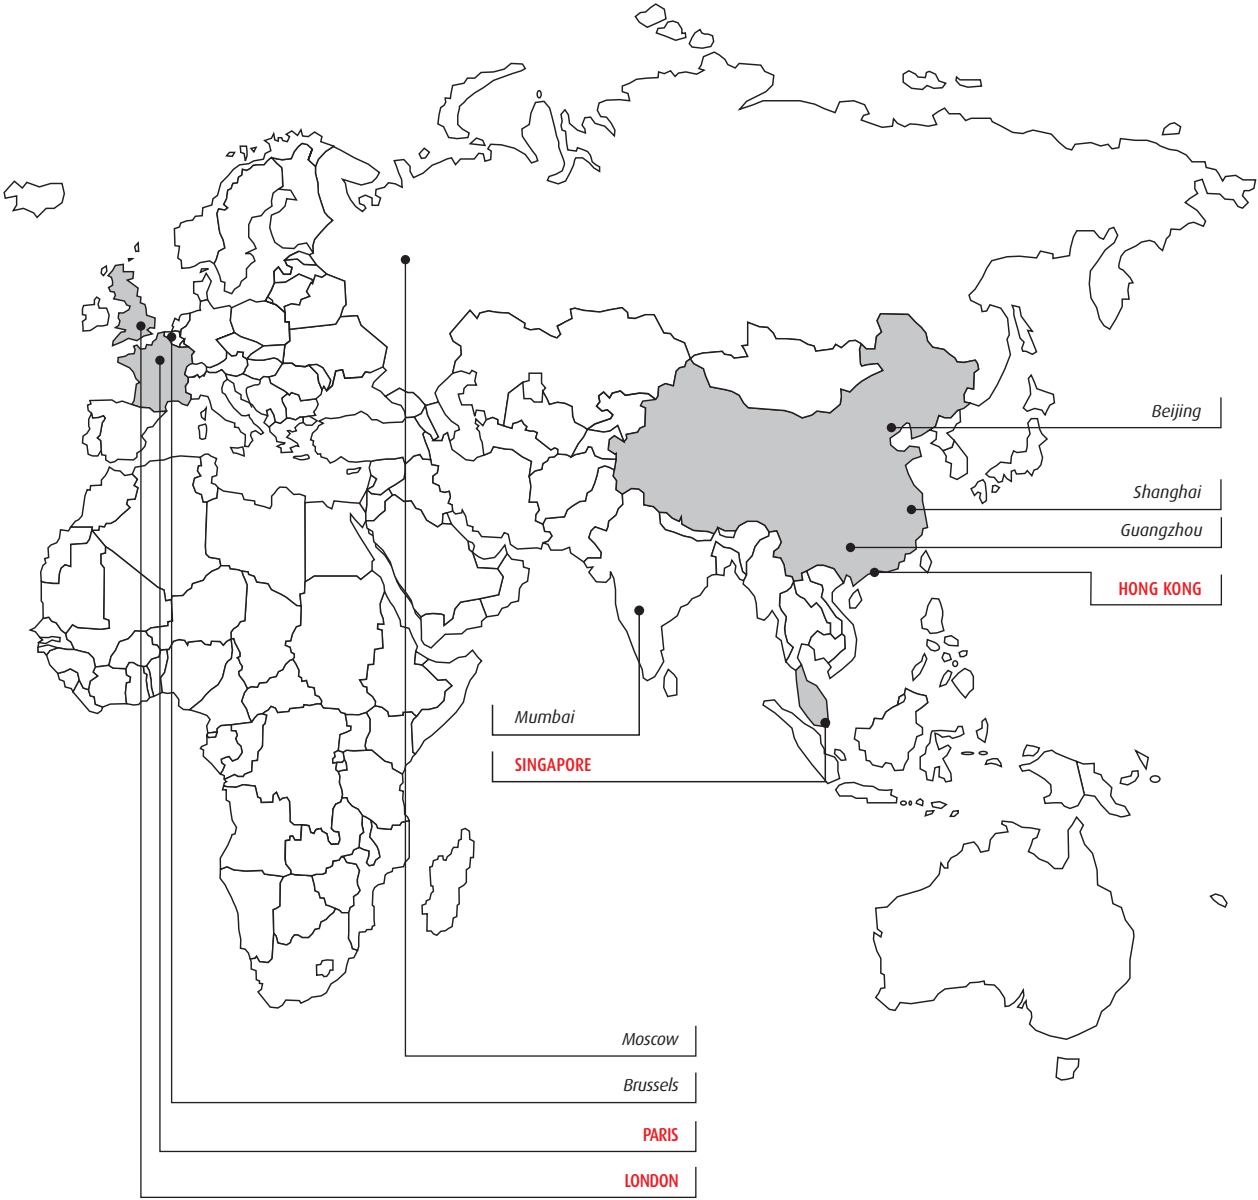 Beijing
Shanghai
Guangzhou
HONG KONG
Mumbai
SINGAPORE
Moscow
Brussels
PARIS
LONDON